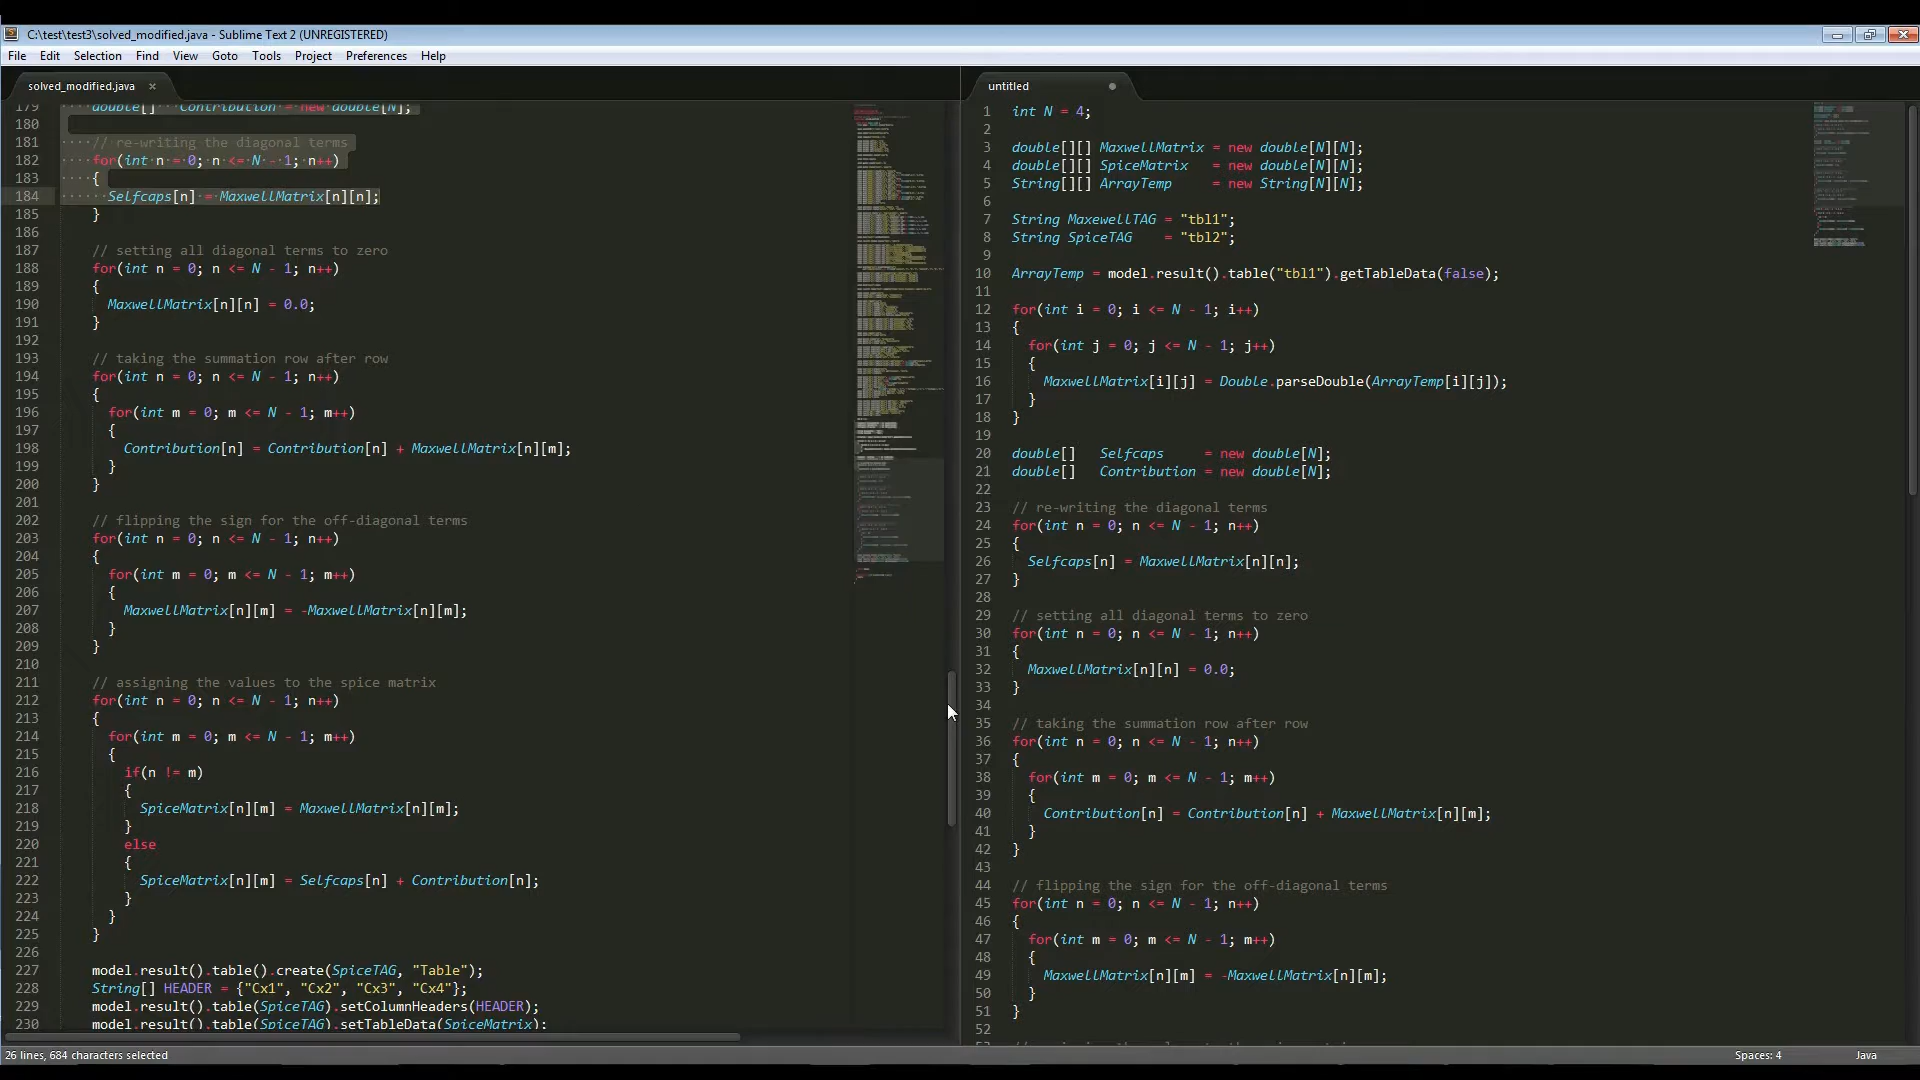 C:\test\test3\solved_modified.java - Sublime Text 2 (UNREGISTERED)
File Edit Selection Find View Goto Tools Project Preferences Help
solved_modified.java ×
179 double[] Contribution = new double[N];
180
181 // re-writing the diagonal terms
182 for(int n = 0; n <= N - 1; n++)
183 {
184 Selfcaps[n] = MaxwellMatrix[n][n];
185 }
186
187 // setting all diagonal terms to zero
188 for(int n = 0; n <= N - 1; n++)
189 {
190 MaxwellMatrix[n][n] = 0.0;
191 }
192
193 // taking the summation row after row
194 for(int n = 0; n <= N - 1; n++)
195 {
196 for(int m = 0; m <= N - 1; m++)
197 {
198 Contribution[n] = Contribution[n] + MaxwellMatrix[n][m];
199 }
200 }
201
202 // flipping the sign for the off-diagonal terms
203 for(int n = 0; n <= N - 1; n++)
204 {
205 for(int m = 0; m <= N - 1; m++)
206 {
207 MaxwellMatrix[n][m] = -MaxwellMatrix[n][m];
208 }
209 }
210
211 // assigning the values to the spice matrix
212 for(int n = 0; n <= N - 1; n++)
213 {
214 for(int m = 0; m <= N - 1; m++)
215 {
216 if(n != m)
217 {
218 SpiceMatrix[n][m] = MaxwellMatrix[n][m];
219 }
220 else
221 {
222 SpiceMatrix[n][m] = Selfcaps[n] + Contribution[n];
223 }
224 }
225 }
226
227 model.result().table().create(SpiceTAG, "Table");
228 String[] HEADER = {"Cx1", "Cx2", "Cx3", "Cx4"};
229 model.result().table(SpiceTAG).setColumnHeaders(HEADER);
230 model.result().table(SpiceTAG).setTableData(SpiceMatrix);
untitled
1 int N = 4;
2
3 double[][] MaxwellMatrix = new double[N][N];
4 double[][] SpiceMatrix = new double[N][N];
5 String[][] ArrayTemp = new String[N][N];
6
7 String MaxewellTAG = "tbl1";
8 String SpiceTAG = "tbl2";
9
10 ArrayTemp = model.result().table("tbl1").getTableData(false);
11
12 for(int i = 0; i <= N - 1; i++)
13 {
14 for(int j = 0; j <= N - 1; j++)
15 {
16 MaxwellMatrix[i][j] = Double.parseDouble(ArrayTemp[i][j]);
17 }
18 }
19
20 double[] Selfcaps = new double[N];
21 double[] Contribution = new double[N];
22
23 // re-writing the diagonal terms
24 for(int n = 0; n <= N - 1; n++)
25 {
26 Selfcaps[n] = MaxwellMatrix[n][n];
27 }
28
29 // setting all diagonal terms to zero
30 for(int n = 0; n <= N - 1; n++)
31 {
32 MaxwellMatrix[n][n] = 0.0;
33 }
34
35 // taking the summation row after row
36 for(int n = 0; n <= N - 1; n++)
37 {
38 for(int m = 0; m <= N - 1; m++)
39 {
40 Contribution[n] = Contribution[n] + MaxwellMatrix[n][m];
41 }
42 }
43
44 // flipping the sign for the off-diagonal terms
45 for(int n = 0; n <= N - 1; n++)
46 {
47 for(int m = 0; m <= N - 1; m++)
48 {
49 MaxwellMatrix[n][m] = -MaxwellMatrix[n][m];
50 }
51 }
52
26 lines, 684 characters selected
Spaces: 4 Java